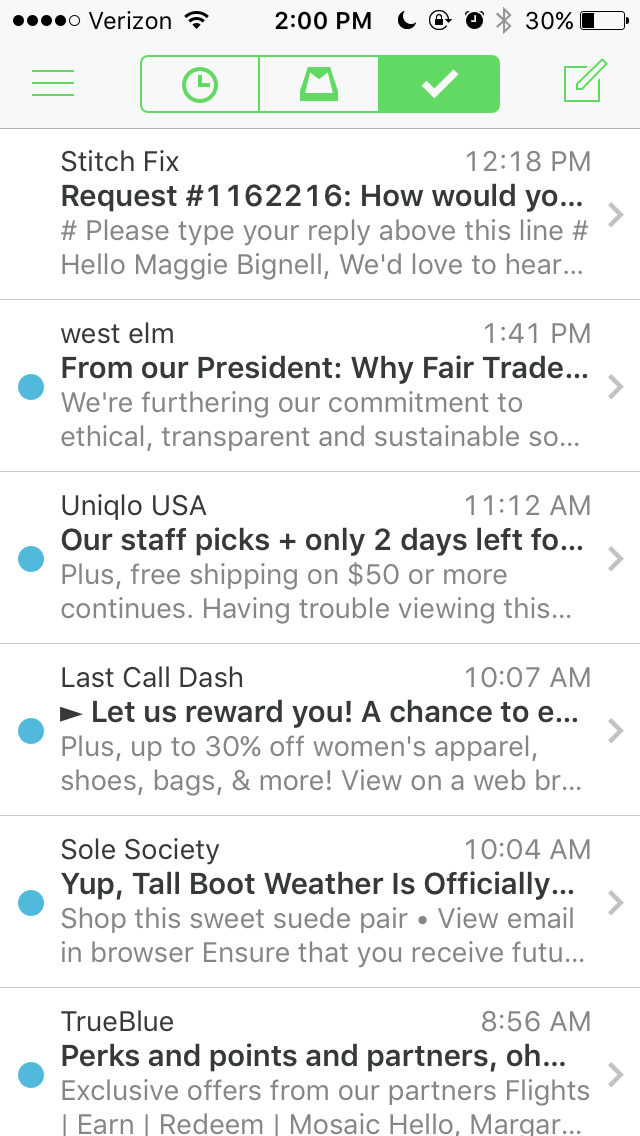 Verizon 2:00 PM 30%
Stitch Fix 12:18 PM
Request #1162216: How would yo...
# Please type your reply above this line #
Hello Maggie Bignell, We'd love to hear...
west elm 1:41 PM
From our President: Why Fair Trade...
We're furthering our commitment to
ethical, transparent and sustainable so...
Uniqlo USA 11:12 AM
Our staff picks + only 2 days left fo...
Plus, free shipping on $50 or more
continues. Having trouble viewing this...
Last Call Dash 10:07 AM
► Let us reward you! A chance to e...
Plus, up to 30% off women's apparel,
shoes, bags, & more! View on a web br...
Sole Society 10:04 AM
Yup, Tall Boot Weather Is Officially...
Shop this sweet suede pair • View email
in browser Ensure that you receive futu...
TrueBlue 8:56 AM
Perks and points and partners, oh...
Exclusive offers from our partners Flights
| Earn | Redeem | Mosaic Hello, Margar...